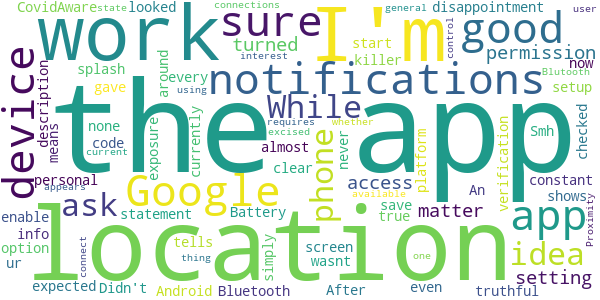 CovidAware state looked connections general disappointment user
work I'm sure good
splash turned start killer control permission
device every around interest Blutooth now
notifications
description gave While using requires excised whether setup
the app
none code exposure currently almost phone never platform verification Smh checked
means current
personal Google clear access An constant
enable ask statement Battery matter save true available shows Proximity
info appears location screen app idea
ur option tells simply wasnt one
connect thing setting
expected Didn't Android Bluetooth After even truthful